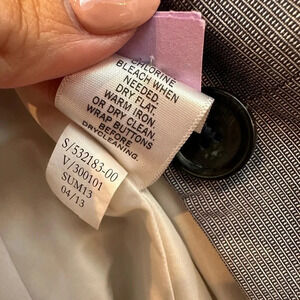 CHLORINE
BLEACH WHEN
NEEDED.
DRY FLAT.
WARM IRON.
OR DRY CLEAN.
WRAP BUTTONS
BEFORE
DRYCLEANING.
S/532183-00
V/300101
SUM13
04/13